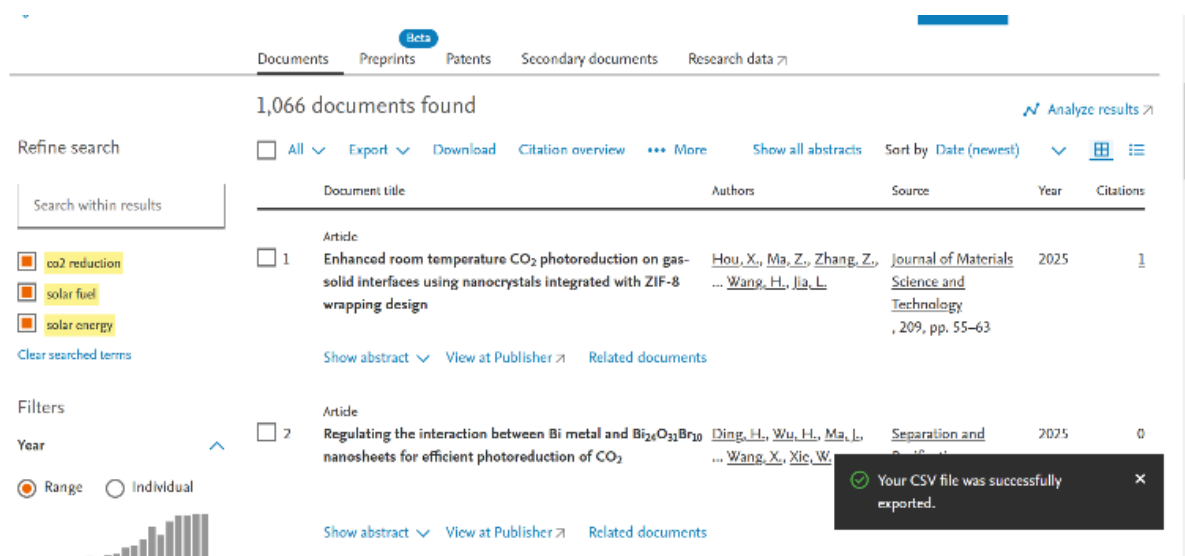 Beta
Documents Preprints Patents Secondary documents Research data
1,066 documents found
Analyze results
Refine search
All Export Download Citation overview ••• More Show all abstracts Sort by Date (newest)
Search within results
Document title Authors Source Year Citations
co2 reduction
solar fuel
solar energy
Clear searched terms
Article
1 Enhanced room temperature CO₂ photoreduction on gas- Hou, X., Ma, Z., Zhang, Z., Journal of Materials 2025 1
solid interfaces using nanocrystals integrated with ZIF-8 ... Wang, H., Jia, L. Science and
wrapping design Technology
, 209, pp. 55–63
Show abstract View at Publisher Related documents
Filters
Year
Range Individual
Article
2 Regulating the interaction between Bi metal and Bi₂₄O₃₁Br₁₀ Ding, H., Wu, H., Ma, J., Separation and 2025 0
nanosheets for efficient photoreduction of CO₂ ... Wang, X., Xie, W.
Show abstract View at Publisher Related documents
Your CSV file was successfully
exported.